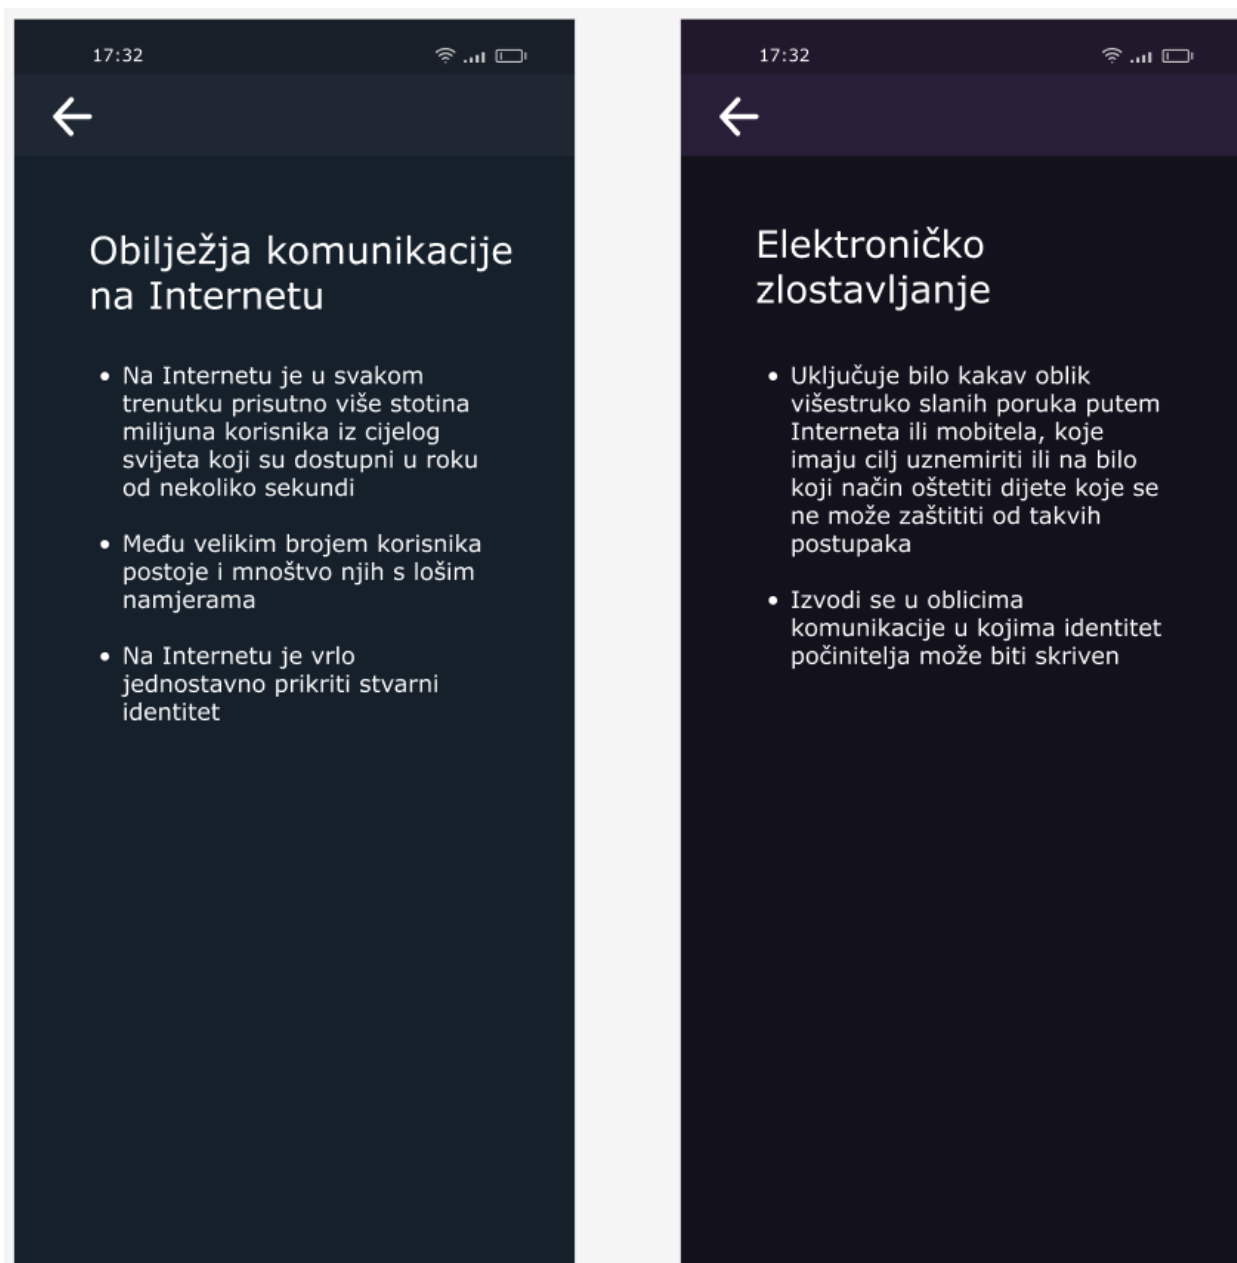 17:32
Obilježja komunikacije
na Internetu
• Na Internetu je u svakom
trenutku prisutno više stotina
milijuna korisnika iz cijelog
svijeta koji su dostupni u roku
od nekoliko sekundi
• Među velikim brojem korisnika
postoje i mnoštvo njih s lošim
namjerama
• Na Internetu je vrlo
jednostavno prikriti stvarni
identitet
17:32
Elektroničko
zlostavljanje
• Uključuje bilo kakav oblik
višestruko slanih poruka putem
Interneta ili mobitela, koje
imaju cilj uznemiriti ili na bilo
koji način oštetiti dijete koje se
ne može zaštititi od takvih
postupaka
• Izvodi se u oblicima
komunikacije u kojima identitet
počinitelja može biti skriven